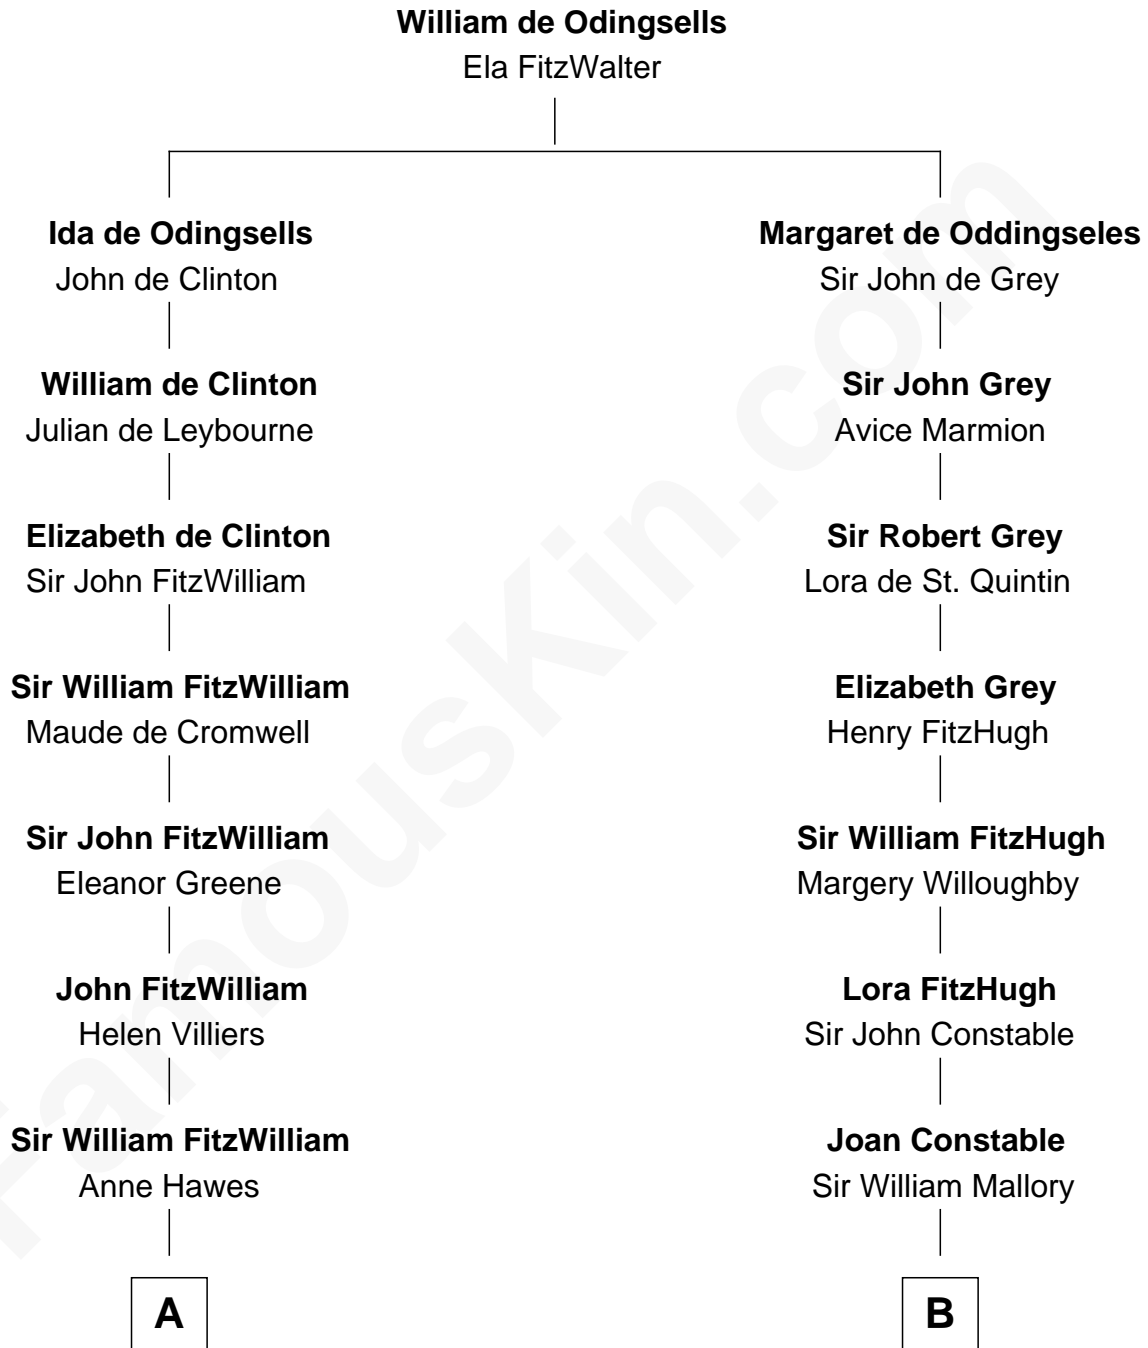 William de Odingsells
Ela FitzWalter
Ida de Odingsells
John de Clinton
William de Clinton
Julian de Leybourne
Elizabeth de Clinton
Sir John FitzWilliam
Sir William FitzWilliam
Maude de Cromwell
Sir John FitzWilliam
Eleanor Greene
John FitzWilliam
Helen Villiers
Sir William FitzWilliam
Anne Hawes
A
Margaret de Oddingseles
Sir John de Grey
Sir John Grey
Avice Marmion
Sir Robert Grey
Lora de St. Quintin
Elizabeth Grey
Henry FitzHugh
Sir William FitzHugh
Margery Willoughby
Lora FitzHugh
Sir John Constable
Joan Constable
Sir William Mallory
B
FamousKin.com